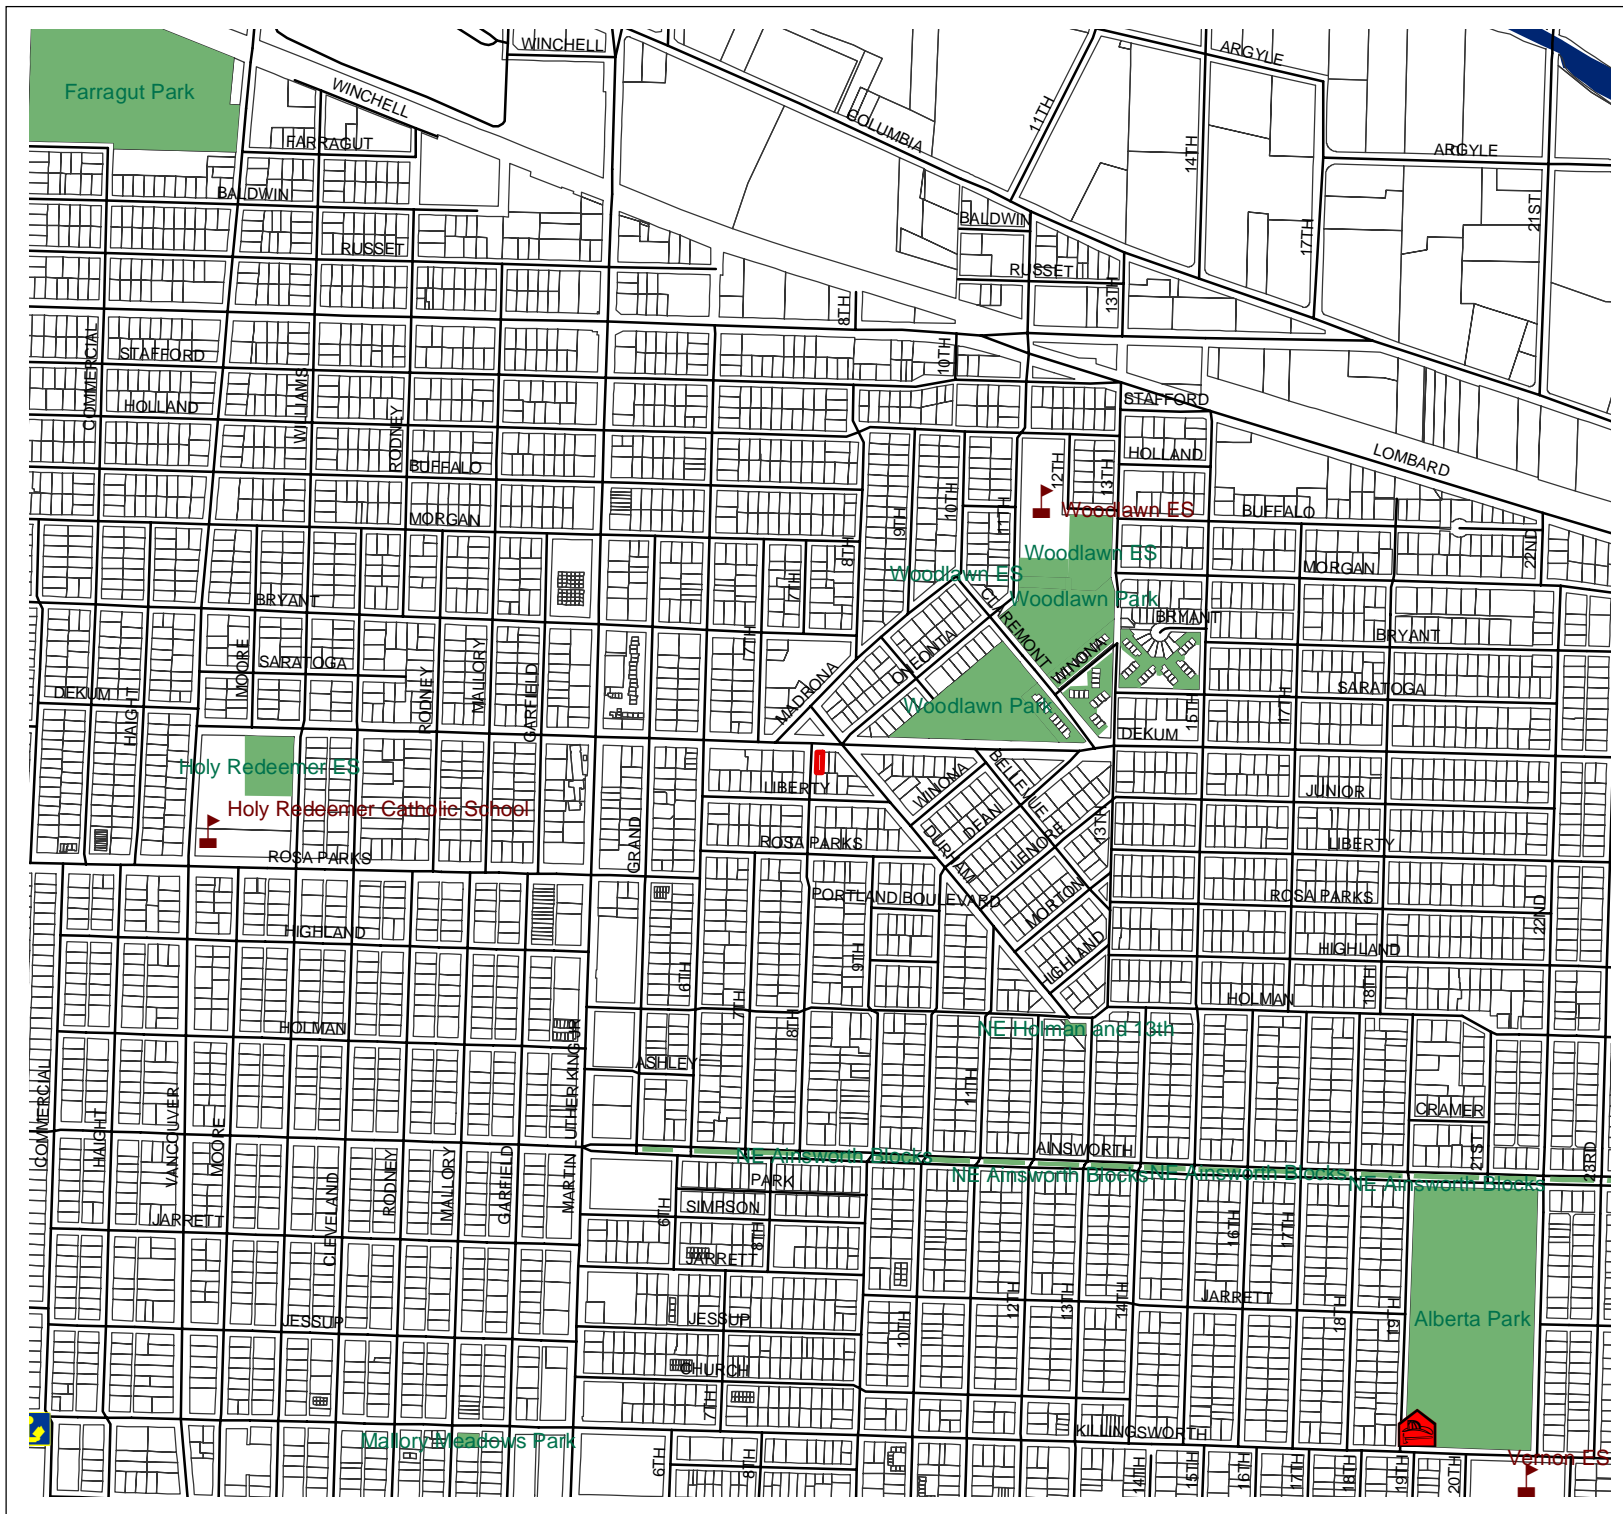 WINCHELL
ARGYLE
Farragut Park
WINCHELL
11TH
COLUMBIA
FARRAGUT
14TH
ARGYLE
BALDWIN
BALDWIN
21ST
17TH
RUSSET
RUSSET
13TH
8TH
COMMERCIAL
STAFFORD
10TH
WILLIAMS
HOLLAND
STAFFORD
RODNEY
BUFFALO
HOLLAND
LOMBARD
12TH
13TH
10TH
MORGAN
9TH
11TH
Woodlawn ES
BUFFALO
8TH
22ND
Woodlawn ES
Woodlawn ES
MORGAN
7TH
BRYANT
CLAREMONT
Woodlawn Park
BRYANT
BRYANT
7TH
MOORE
SARATOGA
MALLORY
ONEONTA
WINONA
DEKUM
HAIGHT
RODNEY
GARFIELD
MADRONA
SARATOGA
Woodlawn Park
15TH
17TH
DEKUM
Holy Redeemer ES
LIBERTY
WINONA
BELLEVUE
JUNIOR
Holy Redeemer Catholic School
DEAN
13TH
GRAND
ROSA PARKS
DURHAM
LENORE
LIBERTY
ROSA PARKS
PORTLAND BOULEVARD
MORTON
ROSA PARKS
22ND
HIGHLAND
HIGHLAND
HIGHLAND
9TH
6TH
7TH
18TH
HOLMAN
HOLMAN
8TH
NE Holman and 13th
ASHLEY
11TH
COMMERCIAL
HAIGHT
VANCOUVER
MOORE
MARTIN LUTHER KING JR
CRAMER
AINSWORTH
21ST
23RD
NE Ainsworth Blocks
NE Ainsworth Blocks
NE Ainsworth Blocks
NE Ainsworth Blocks
RODNEY
MALLORY
GARFIELD
CLEVELAND
PARK
SIMPSON
6TH
8TH
JARRETT
JARRETT
16TH
17TH
JARRETT
12TH
13TH
14TH
18TH
19TH
JESSUP
JESSUP
10TH
Alberta Park
CHURCH
7TH
KILLINGSWORTH
Mallory Meadows Park
6TH
8TH
14TH
15TH
16TH
17TH
18TH
19TH
20TH
Vernon ES